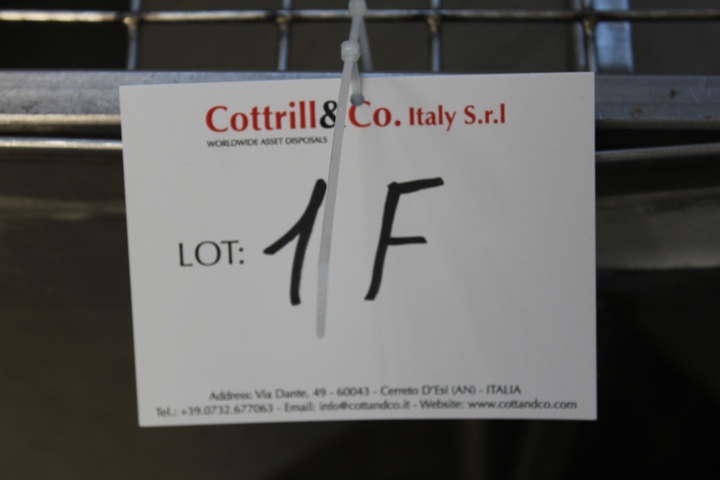 Cottrill& Co. Italy S.r.l
WORLDWIDE ASSET DISPOSALS
LOT: 1 F
Address: Via Dante, 49 - 60043 - Cerreto D'Esi (AN) - ITALIA
Tel.: +39.0732.677063 - Email: info@cottandco.it - Website: www.cottandco.com